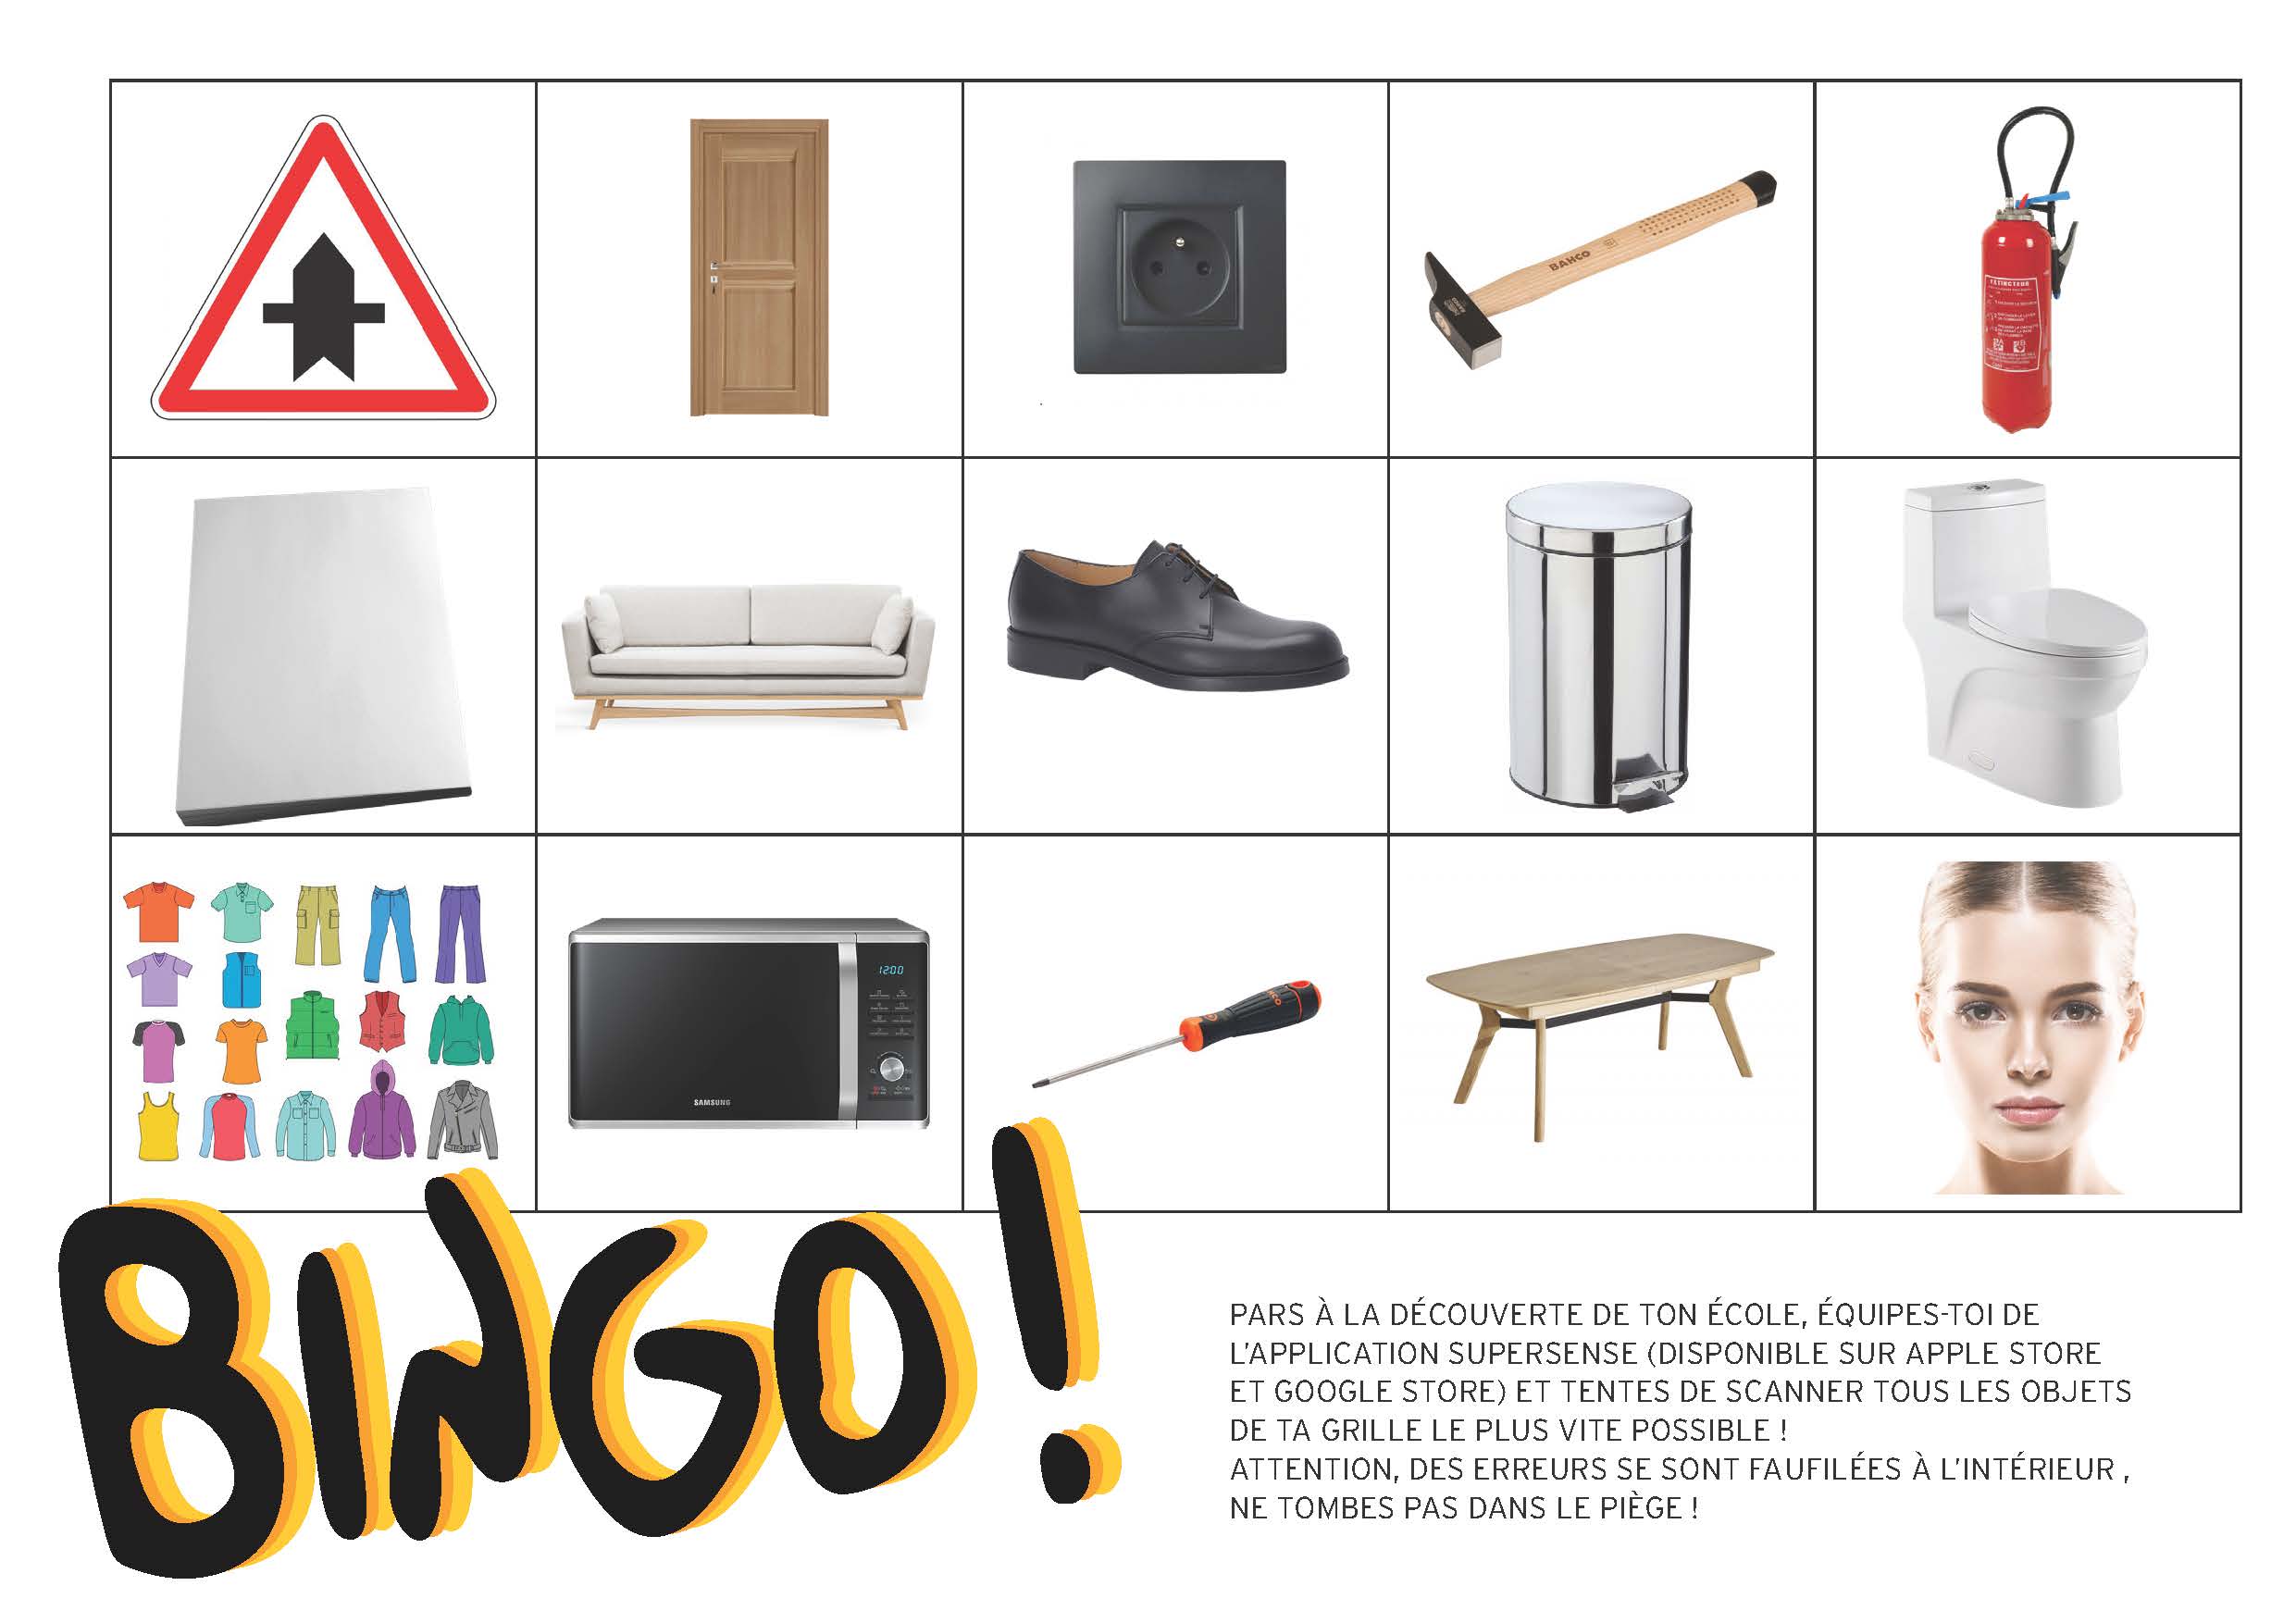 BAHCO
EXTINCTEUR
1200
SAMSUNG
BINGO!
PARS À LA DÉCOUVERTE DE TON ÉCOLE, ÉQUIPES-TOI DE
L'APPLICATION SUPERSENSE (DISPONIBLE SUR APPLE STORE
ET GOOGLE STORE) ET TENTES DE SCANNER TOUS LES OBJETS
DE TA GRILLE LE PLUS VITE POSSIBLE !
ATTENTION, DES ERREURS SE SONT FAUFILÉES À L'INTÉRIEUR ,
NE TOMBES PAS DANS LE PIÈGE !